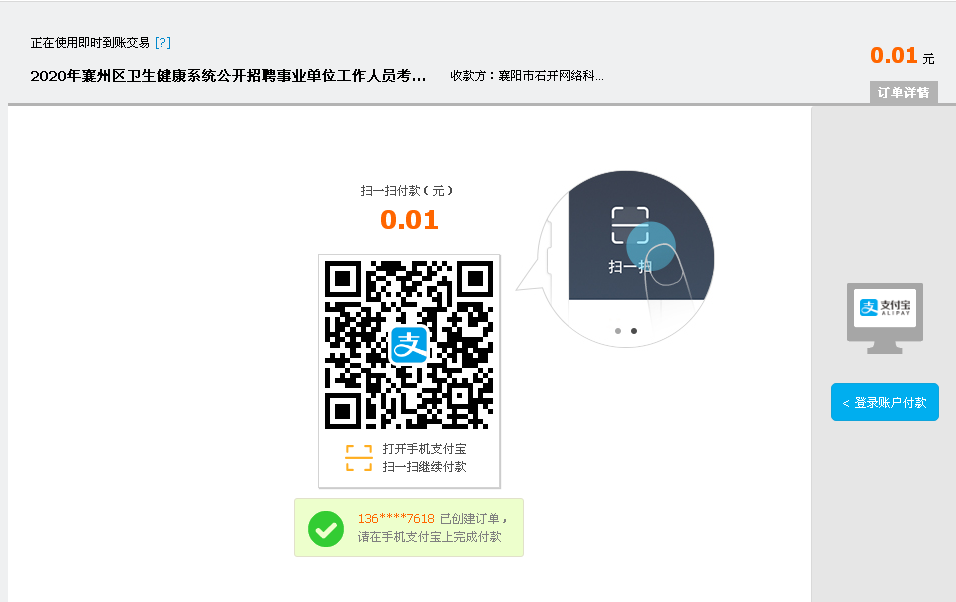 正在使用即时到账交易 [?]
2020年襄州区卫生健康系统公开招聘事业单位工作人员考...
收款方：襄阳市石开网络科...
0.01 元
订单详情
扫一扫付款（元）
0.01
扫一扫
支
打开手机支付宝
扫一扫继续付款
136****7618 已创建订单，
请在手机支付宝上完成付款
支 支付宝
ALIPAY
< 登录账户付款